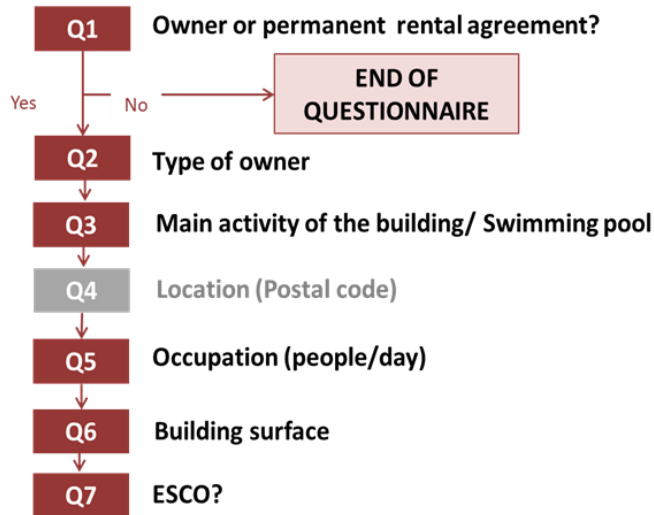 Q1 Owner or permanent rental agreement?
Yes No END OF
QUESTIONNAIRE
Q2 Type of owner
Q3 Main activity of the building/ Swimming pool
Q4 Location (Postal code)
Q5 Occupation (people/day)
Q6 Building surface
Q7 ESCO?